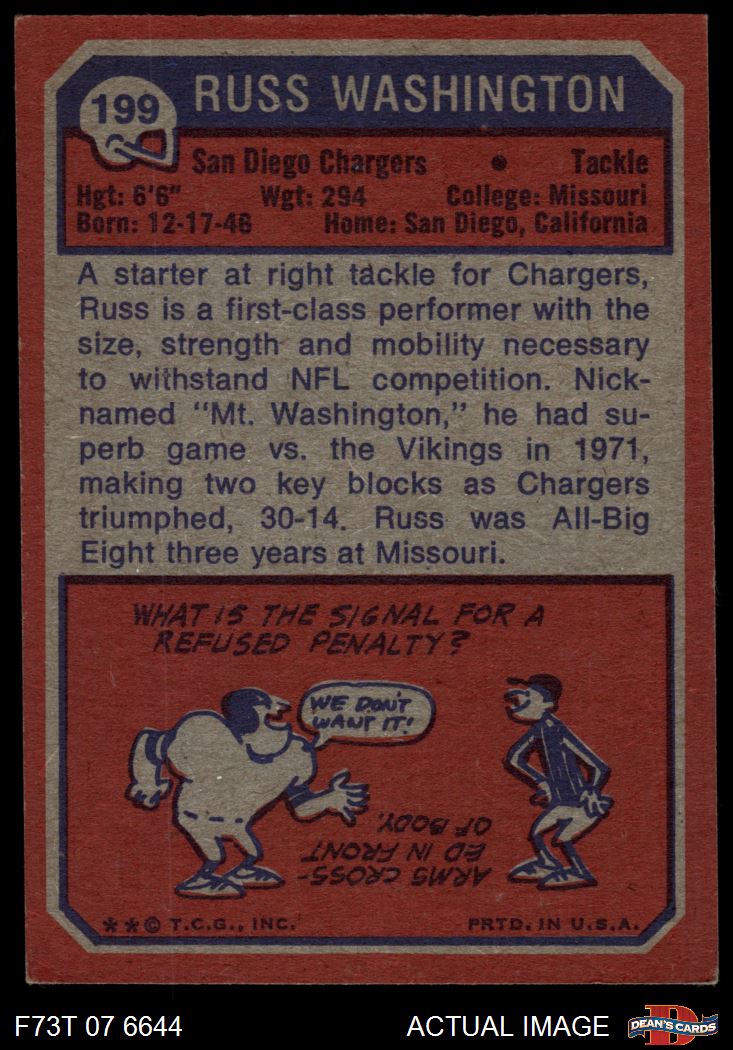 199 RUSS WASHINGTON
San Diego Chargers • Tackle
Hgt: 6'6" Wgt: 294 College: Missouri
Born: 12-17-46 Home: San Diego, California
A starter at right tackle for Chargers,
Russ is a first-class performer with the
size, strength and mobility necessary
to withstand NFL competition. Nick-
named "Mt. Washington," he had su-
perb game vs. the Vikings in 1971,
making two key blocks as Chargers
triumphed, 30-14. Russ was All-Big
Eight three years at Missouri.
WHAT IS THE SIGNAL FOR A
REFUSED PENALTY?
WE DON'T
WANT IT!
ARMS CROSS-
ED IN FRONT
OF BODY.
**© T.C.G., INC. PRTD. IN U.S.A.
F73T 07 6644 ACTUAL IMAGE DEAN'S CARDS